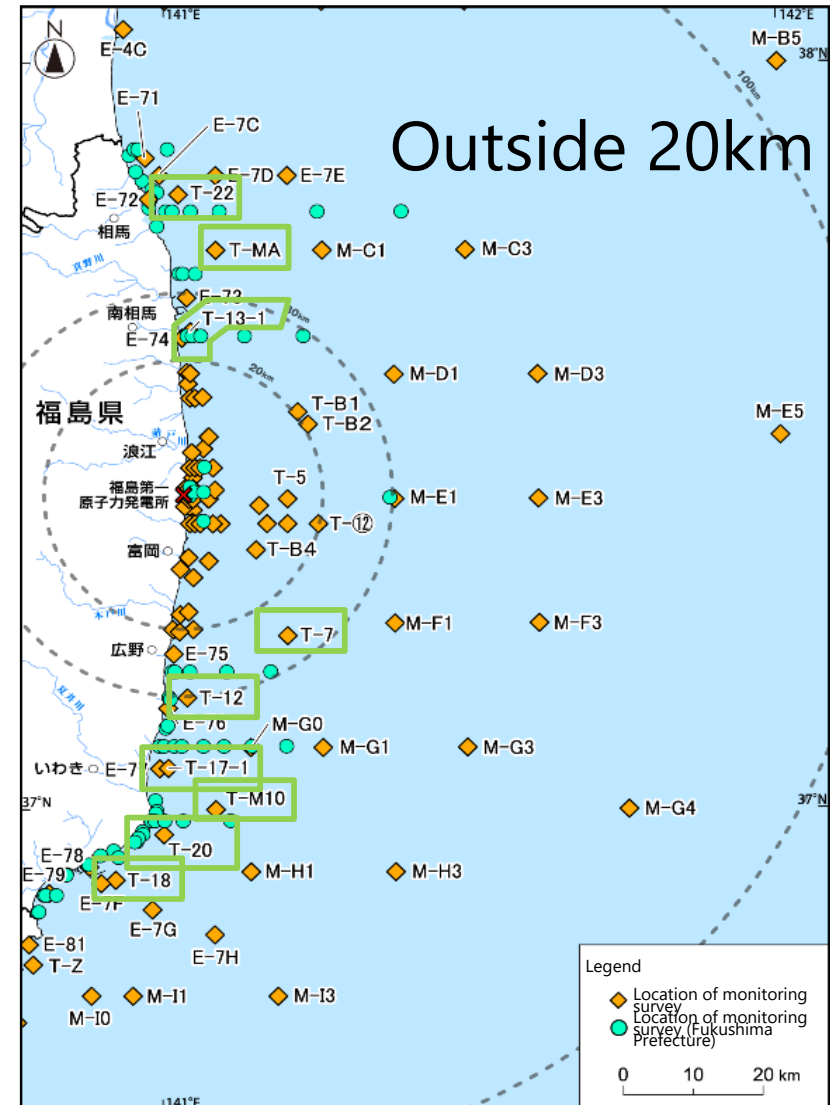 141°E
142°E
N
E-4C
M-B5
38°N
100km
E-71
E-7C
Outside 20km
E-7D
E-7E
E-72
T-22
相馬
T-MA
M-C1
M-C3
真野川
E-73
南相馬
T-13-1
30km
E-74
20km
M-D1
M-D3
福島県
T-B1
T-B2
M-E5
浪江
T-5
福島第一
原子力発電所
M-E1
M-E3
T-⑫
富岡
T-B4
木戸川
M-F1
M-F3
T-7
広野
E-75
夏井川
T-12
E-76
M-G0
M-G1
M-G3
いわき
E-77
T-17-1
37°N
T-M10
37°N
M-G4
T-20
E-78
E-79
T-18
M-H1
M-H3
E-7F
E-7G
E-7H
E-81
T-Z
M-I0
M-I1
M-I3
Legend
Location of monitoring
survey
Location of monitoring
survey (Fukushima
Prefecture)
0 10 20 km
141°E